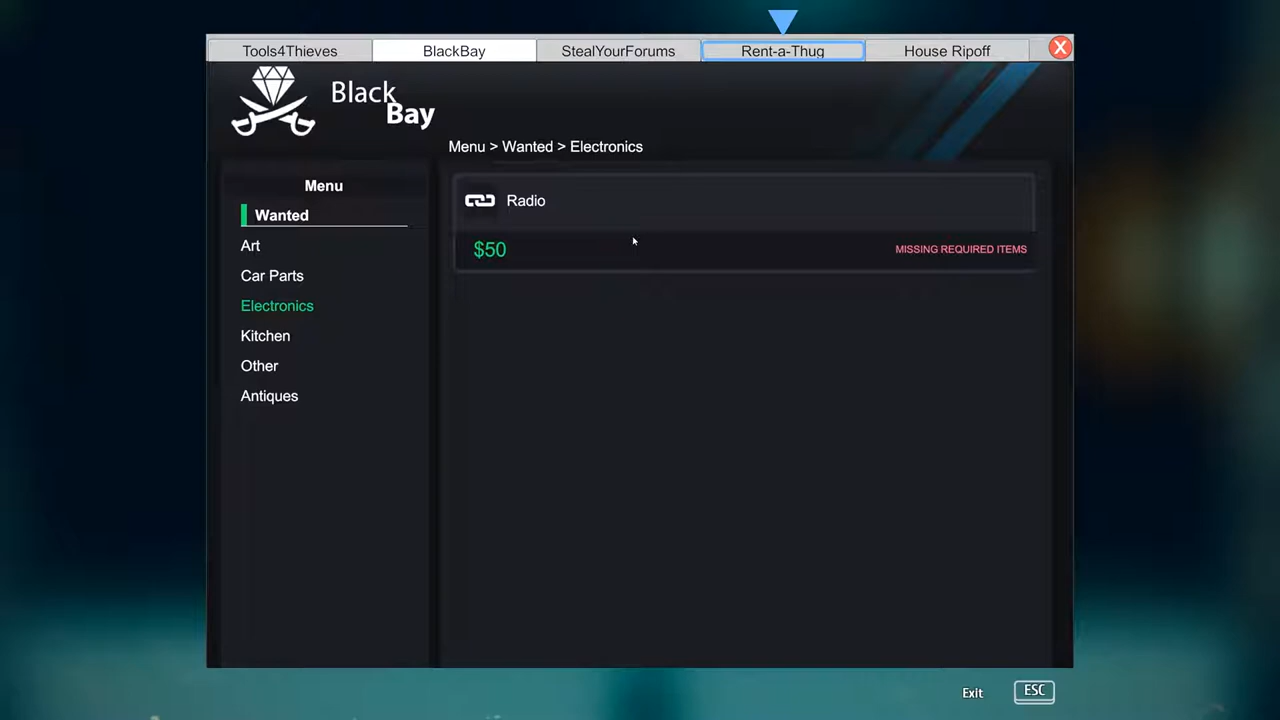 Tools4Thieves BlackBay StealYourForums Rent-a-Thug House Ripoff X
Black
Bay
Menu > Wanted > Electronics
Menu
Wanted
Art
Car Parts
Electronics
Kitchen
Other
Antiques
Radio
$50 MISSING REQUIRED ITEMS
Exit ESC